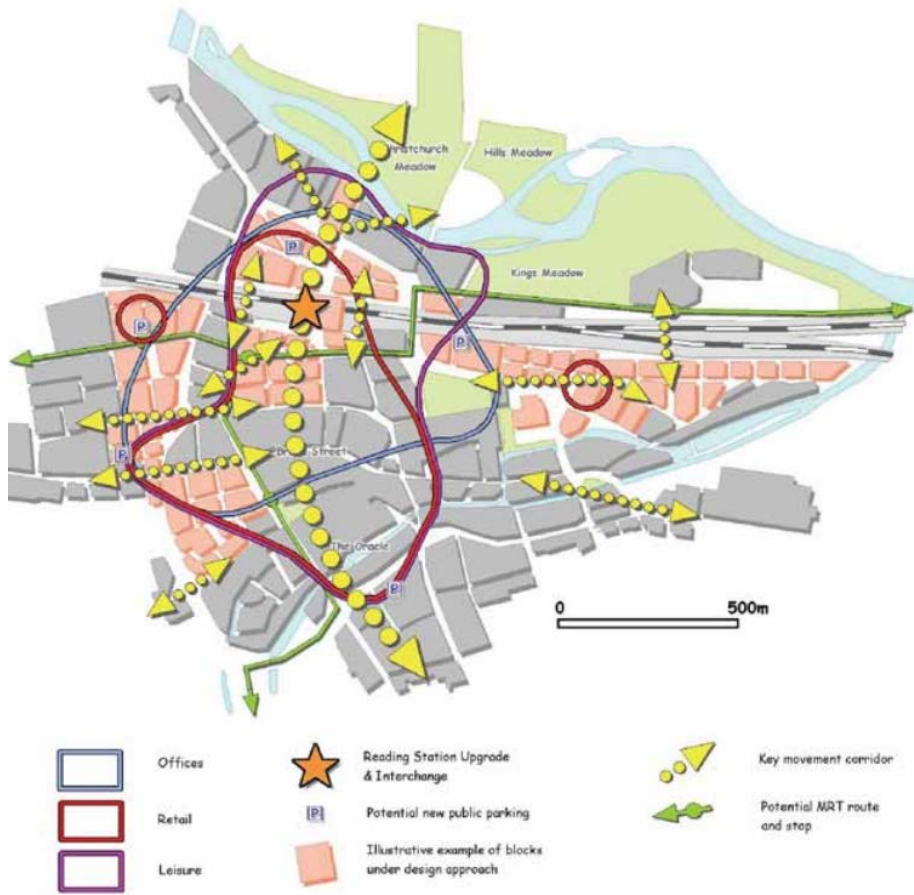 Meadow
Hills Meadow
Kings Meadow
P
P
P
Street
P
The Oracle
P
0 500m
Offices
Reading Station Upgrade
& Interchange
Key movement corridor
Retail
P
Potential new public parking
Potential MRT route
and stop
Leisure
Illustrative example of blocks
under design approach